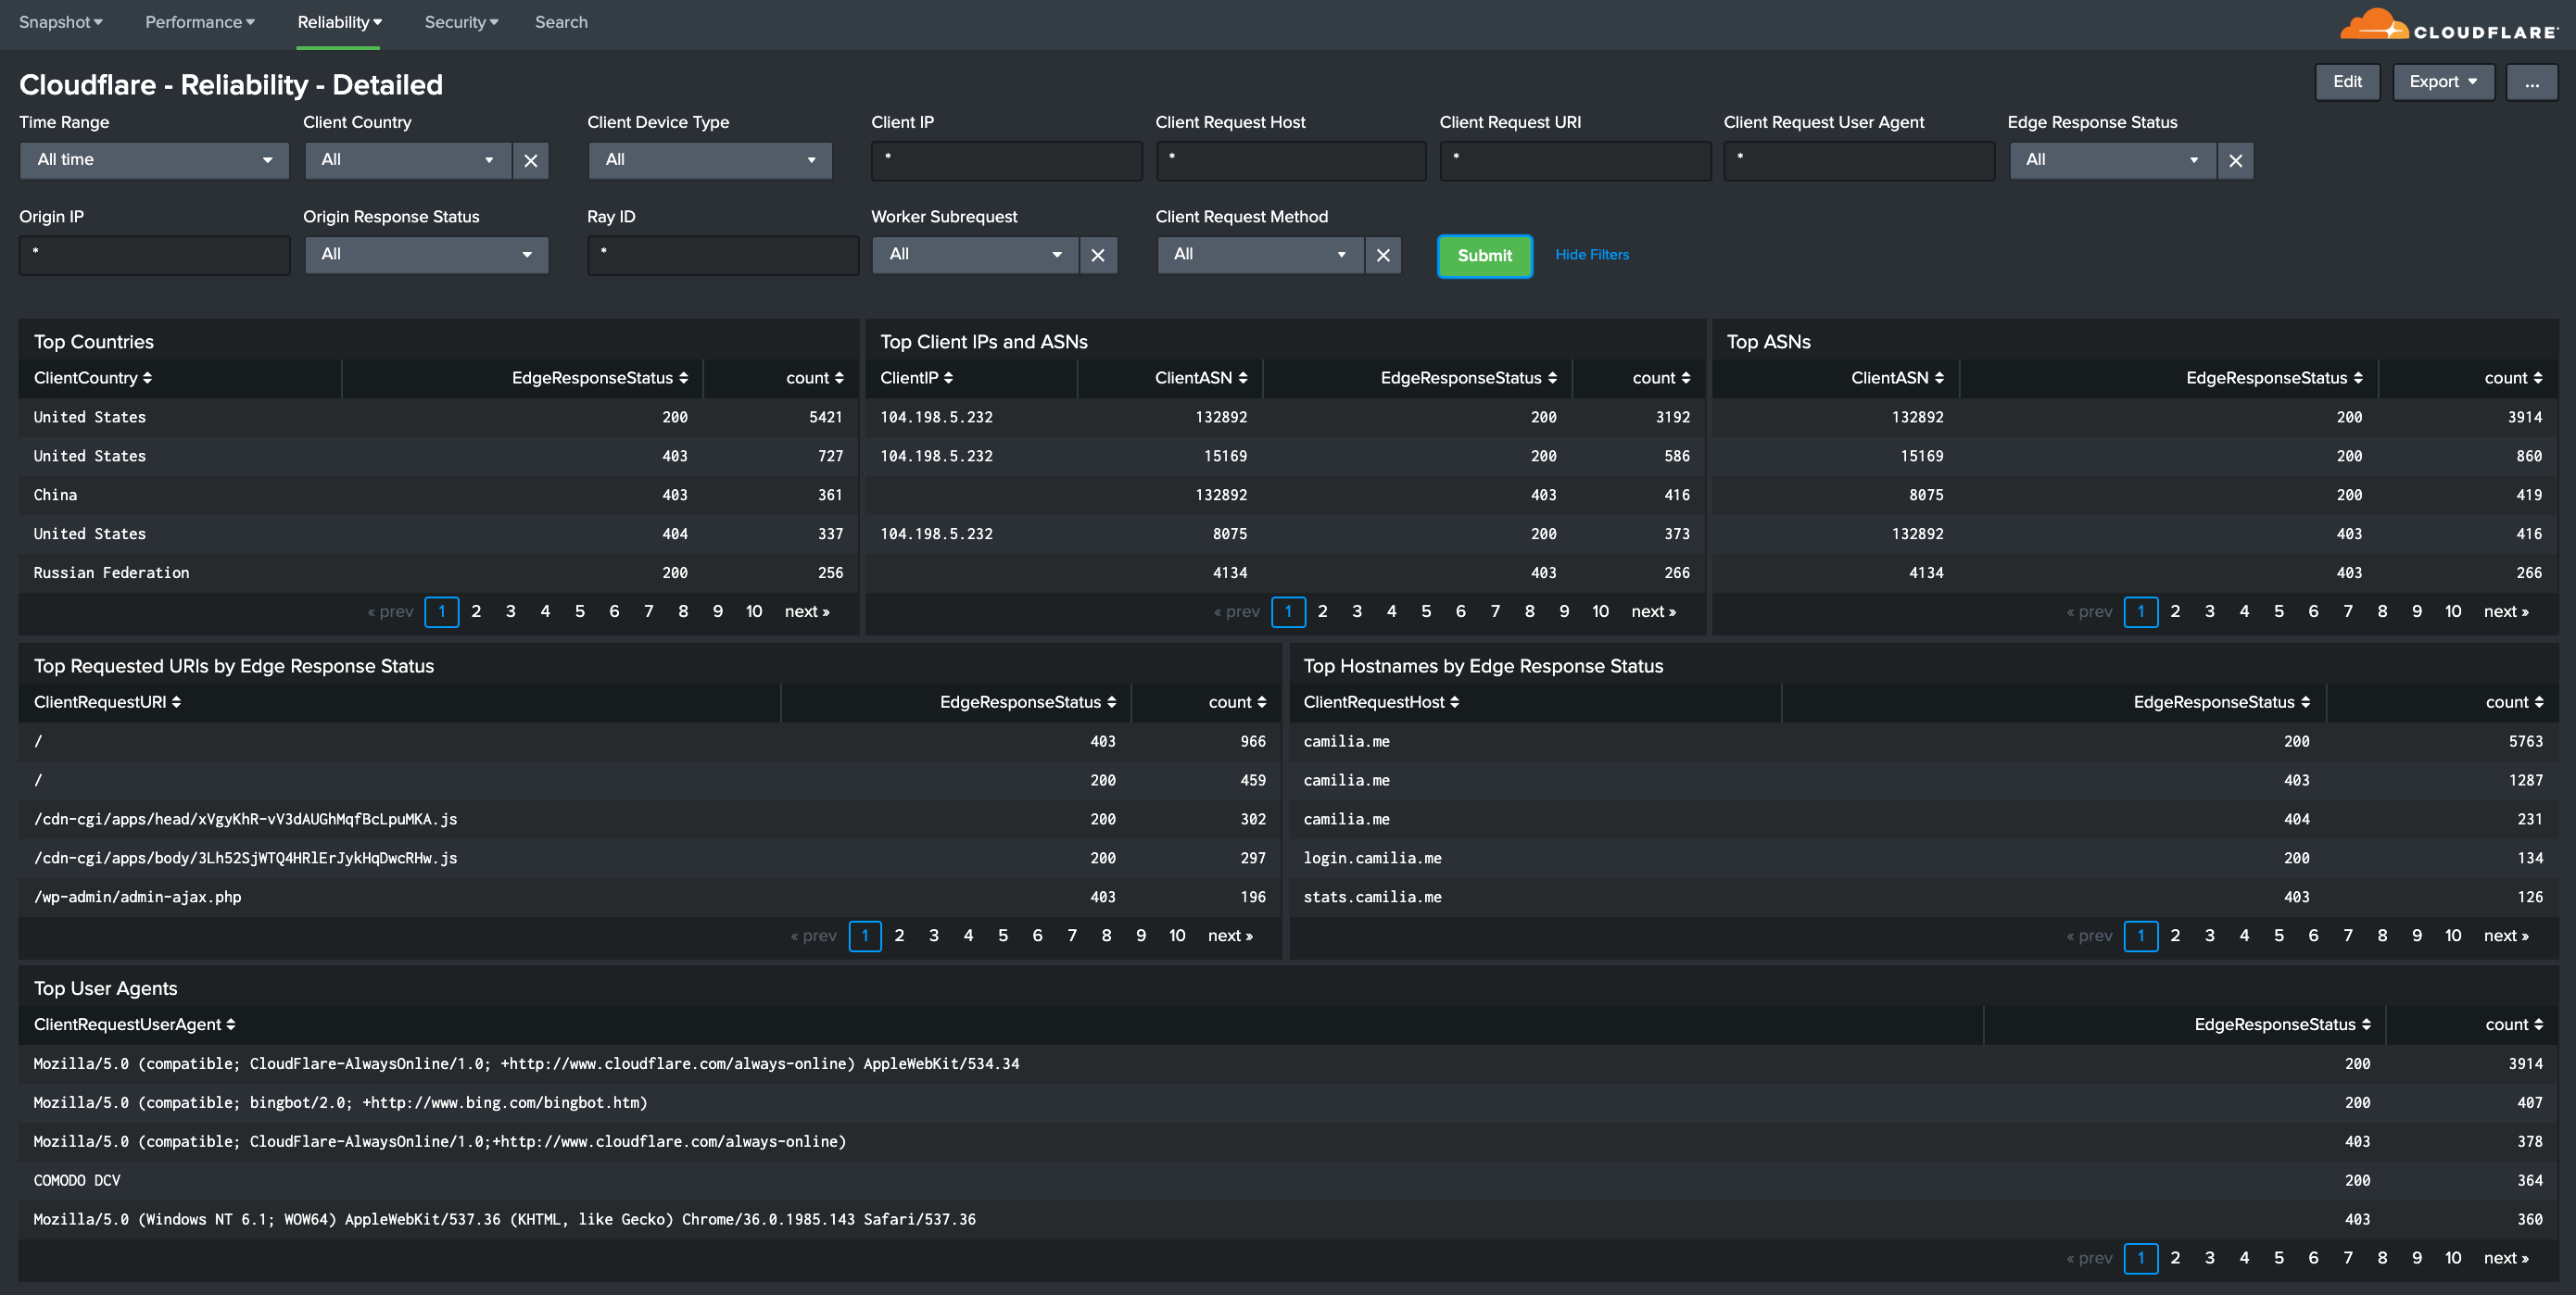 Snapshot Performance Reliability Security Search CLOUDFLARE
Cloudflare - Reliability - Detailed Edit Export ...
Time Range Client Country Client Device Type Client IP Client Request Host Client Request URI Client Request User Agent Edge Response Status
All time All All * * * * All
Origin IP Origin Response Status Ray ID Worker Subrequest Client Request Method
* All * All All Submit Hide Filters
Top Countries
ClientCountry EdgeResponseStatus count
United States 200 5421
United States 403 727
China 403 361
United States 404 337
Russian Federation 200 256
« prev 1 2 3 4 5 6 7 8 9 10 next »
Top Client IPs and ASNs
ClientIP ClientASN EdgeResponseStatus count
104.198.5.232 132892 200 3192
104.198.5.232 15169 200 586
132892 403 416
104.198.5.232 8075 200 373
4134 403 266
« prev 1 2 3 4 5 6 7 8 9 10 next »
Top ASNs
ClientASN EdgeResponseStatus count
132892 200 3914
15169 200 860
8075 200 419
132892 403 416
4134 403 266
« prev 1 2 3 4 5 6 7 8 9 10 next »
Top Requested URIs by Edge Response Status
ClientRequestURI EdgeResponseStatus count
/ 403 966
/ 200 459
/cdn-cgi/apps/head/xVgyKhR-vV3dAUGhMqfBcLpuMKA.js 200 302
/cdn-cgi/apps/body/3Lh52SjWTQ4HRlErJykHqDwcRHw.js 200 297
/wp-admin/admin-ajax.php 403 196
« prev 1 2 3 4 5 6 7 8 9 10 next »
Top Hostnames by Edge Response Status
ClientRequestHost EdgeResponseStatus count
camilia.me 200 5763
camilia.me 403 1287
camilia.me 404 231
login.camilia.me 200 134
stats.camilia.me 403 126
« prev 1 2 3 4 5 6 7 8 9 10 next »
Top User Agents
ClientRequestUserAgent EdgeResponseStatus count
Mozilla/5.0 (compatible; CloudFlare-AlwaysOnline/1.0; +http://www.cloudflare.com/always-online) AppleWebKit/534.34 200 3914
Mozilla/5.0 (compatible; bingbot/2.0; +http://www.bing.com/bingbot.htm) 200 407
Mozilla/5.0 (compatible; CloudFlare-AlwaysOnline/1.0;+http://www.cloudflare.com/always-online) 403 378
COMODO DCV 200 364
Mozilla/5.0 (Windows NT 6.1; WOW64) AppleWebKit/537.36 (KHTML, like Gecko) Chrome/36.0.1985.143 Safari/537.36 403 360
« prev 1 2 3 4 5 6 7 8 9 10 next »